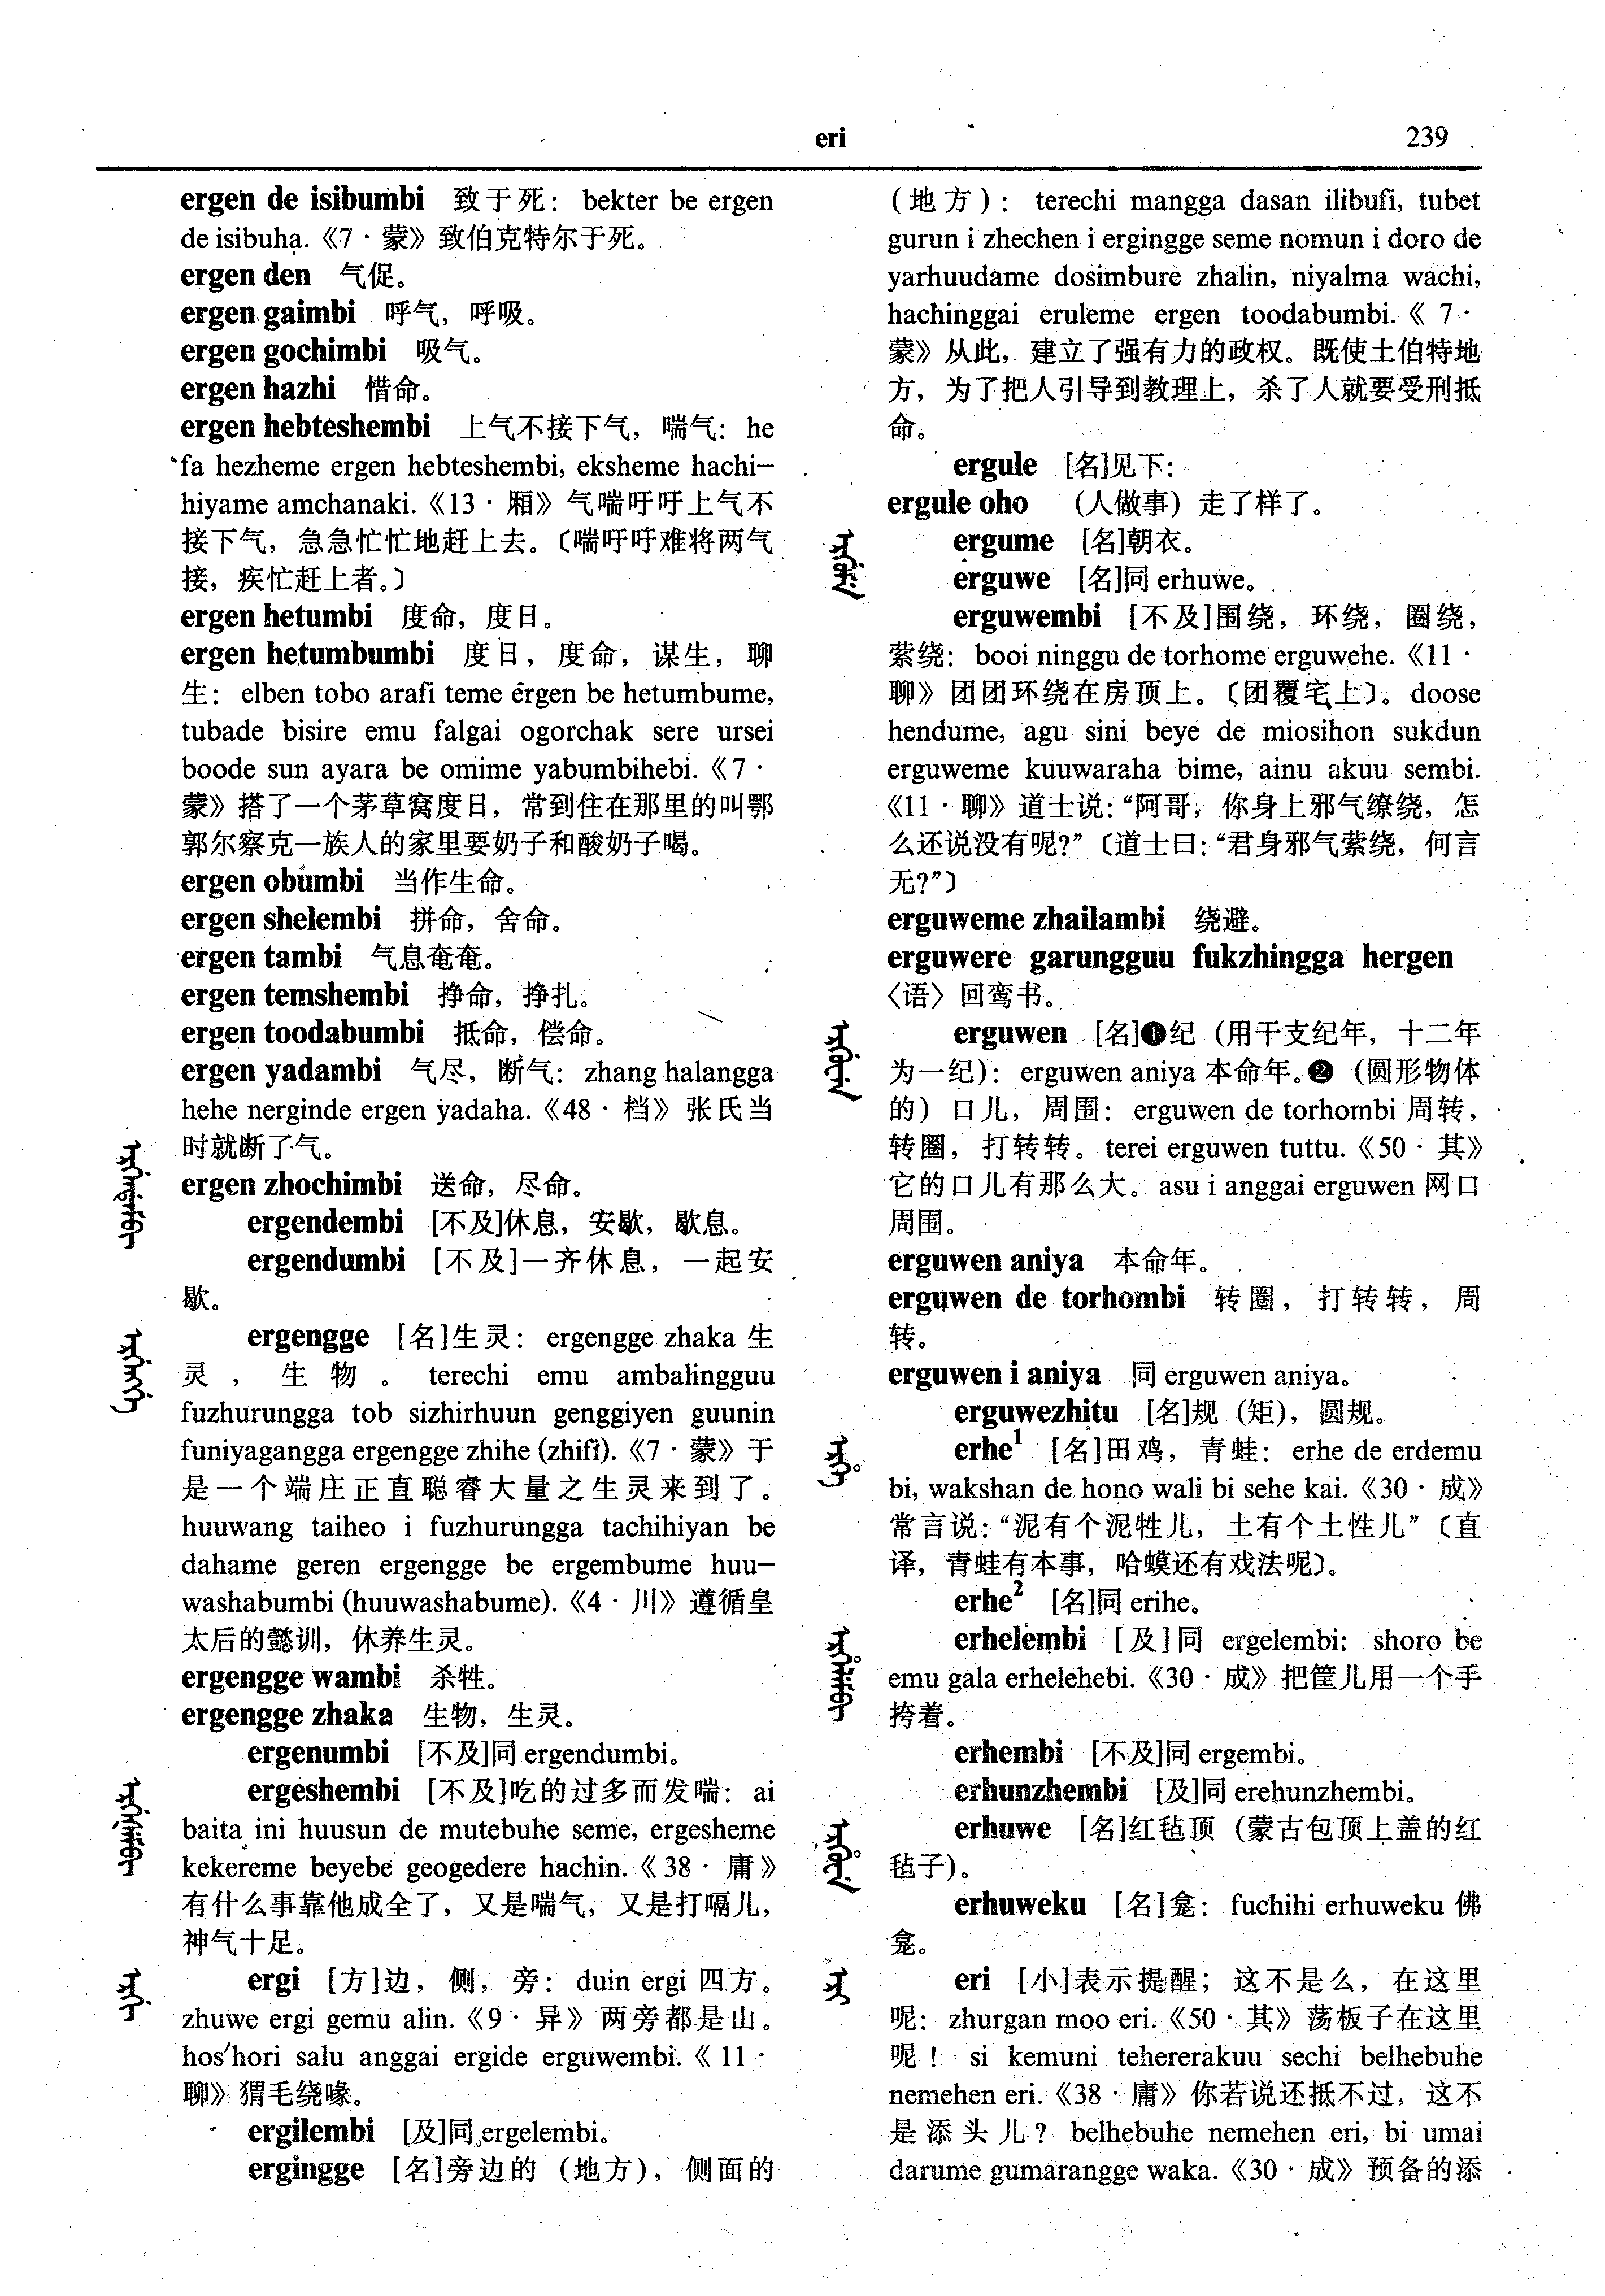 eri
239
ergen de isibumbi 致于死： bekter be ergen
de isibuha.《7 · 蒙》致伯克特尔于死。
ergen den 气促。
ergen gaimbi 呼气，呼吸。
ergen gochimbi 吸气。
ergen hazhi 惜命。
ergen hebteshembi 上气不接下气，喘气： he
fa hezheme ergen hebteshembi, eksheme hachi-
hiyame amchanaki.《13 · 厢》气喘吁吁上气不
接下气，急急忙忙地赶上去。〔喘吁吁难将两气
接，疾忙赶上者。〕
ergen hetumbi 度命，度日。
ergen hetumbumbi 度日，度命，谋生，聊
生： elben tobo arafi teme ergen be hetumbume,
tubade bisire emu falgai ogorchak sere ursei
boode sun ayara be omime yabumbihebi.《7 ·
蒙》搭了一个茅草窝度日，常到住在那里的叫鄂
郭尔察克一族人的家里要奶子和酸奶子喝。
ergen obumbi 当作生命。
ergen shelembi 拼命，舍命。
ergen tambi 气息奄奄。
ergen temshembi 挣命，挣扎。
ergen toodabumbi 抵命，偿命。
ergen yadambi 气尽，断气： zhang halangga
hehe nerginde ergen yadaha.《48 · 档》张氏当
时就断了气。
ergen zhochimbi 送命，尽命。
ergendembi [不及]休息，安歇，歇息。
ergendumbi [不及]一齐休息，一起安
歇。
ergengge [名]生灵： ergengge zhaka 生
灵，生物。 terechi emu ambalingguu
fuzhurungga tob sizhirhuun genggiyen guunin
funiyagangga ergengge zhihe (zhifi).《7 · 蒙》于
是一个端庄正直聪睿大量之生灵来到了。
huuwang taiheo i fuzhurungga tachihiyan be
dahame geren ergengge be ergembume huu-
washabumbi (huuwashabume).《4 · 川》遵循皇
太后的懿训，休养生灵。
ergengge wambi 杀牲。
ergengge zhaka 生物，生灵。
ergenumbi [不及]同 ergendumbi。
ergeshembi [不及]吃的过多而发喘： ai
baita ini huusun de mutebuhe seme, ergesheme
kekereme beyebe geogedere hachin.《38 · 庸》
有什么事靠他成全了，又是喘气，又是打嗝儿，
神气十足。
ergi [方]边，侧，旁： duin ergi 四方。
zhuwe ergi gemu alin.《9 · 异》两旁都是山。
hos'hori salu anggai ergide erguwembi.《11 ·
聊》猬毛绕喙。
ergilembi [及]同 ergelembi。
ergingge [名]旁边的（地方），侧面的
（地方）： terechi mangga dasan ilibufi, tubet
gurun i zhechen i ergingge seme nomun i doro de
yarhuudame dosimbure zhalin, niyalma wachi,
hachinggai eruleme ergen toodabumbi.《7 ·
蒙》从此，建立了强有力的政权。既使土伯特地
方，为了把人引导到教理上，杀了人就要受刑抵
命。
ergule [名]见下：
ergule oho （人做事）走了样了。
ergume [名]朝衣。
erguwe [名]同 erhuwe。
erguwembi [不及]围绕，环绕，圈绕，
萦绕： booi ninggu de torhome erguwehe.《11 ·
聊》团团环绕在房顶上。〔团覆宅上〕。 doose
hendume, agu sini beye de miosihon sukdun
erguweme kuuwaraha bime, ainu akuu sembi.
《11 · 聊》道士说：“阿哥，你身上邪气缭绕，怎
么还说没有呢?”〔道士曰：“君身邪气萦绕，何言
无?”〕
erguweme zhailambi 绕避。
erguwere garungguu fukzhingga hergen
〈语〉回鸾书。
erguwen [名]❶纪（用干支纪年，十二年
为一纪）： erguwen aniya 本命年。❷（圆形物体
的）口儿，周围： erguwen de torhombi 周转，
转圈，打转转。 terei erguwen tuttu.《50 · 其》
它的口儿有那么大。 asu i anggai erguwen 网口
周围。
erguwen aniya 本命年。
erguwen de torhombi 转圈，打转转，周
转。
erguwen i aniya 同 erguwen aniya。
erguwezhitu [名]规（矩），圆规。
erhe¹ [名]田鸡，青蛙： erhe de erdemu
bi, wakshan de hono wali bi sehe kai.《30 · 成》
常言说：“泥有个泥牲儿，土有个土性儿”〔直
译，青蛙有本事，哈蟆还有戏法呢〕。
erhe² [名]同 erihe。
erhelembi [及]同 ergelembi： shoro be
emu gala erhelehebi.《30 · 成》把筐儿用一个手
挎着。
erhembi [不及]同 ergembi。
erhunzhembi [及]同 erehunzhembi。
erhuwe [名]红毡顶（蒙古包顶上盖的红
毡子）。
erhuweku [名]龛： fuchihi erhuweku 佛
龛。
eri [小]表示提醒；这不是么，在这里
呢： zhurgan moo eri.《50 · 其》荡板子在这里
呢！ si kemuni tehererakuu sechi belhebuhe
nemehen eri.《38 · 庸》你若说还抵不过，这不
是添头儿？ belhebuhe nemehen eri, bi umai
darume gumarangge waka.《30 · 成》预备的添